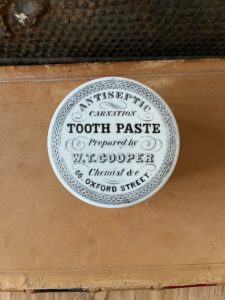 ANTISEPTIC
CARNATION
TOOTH PASTE
Prepared by
W.T. COOPER
Chemist &c
66 OXFORD STREET.